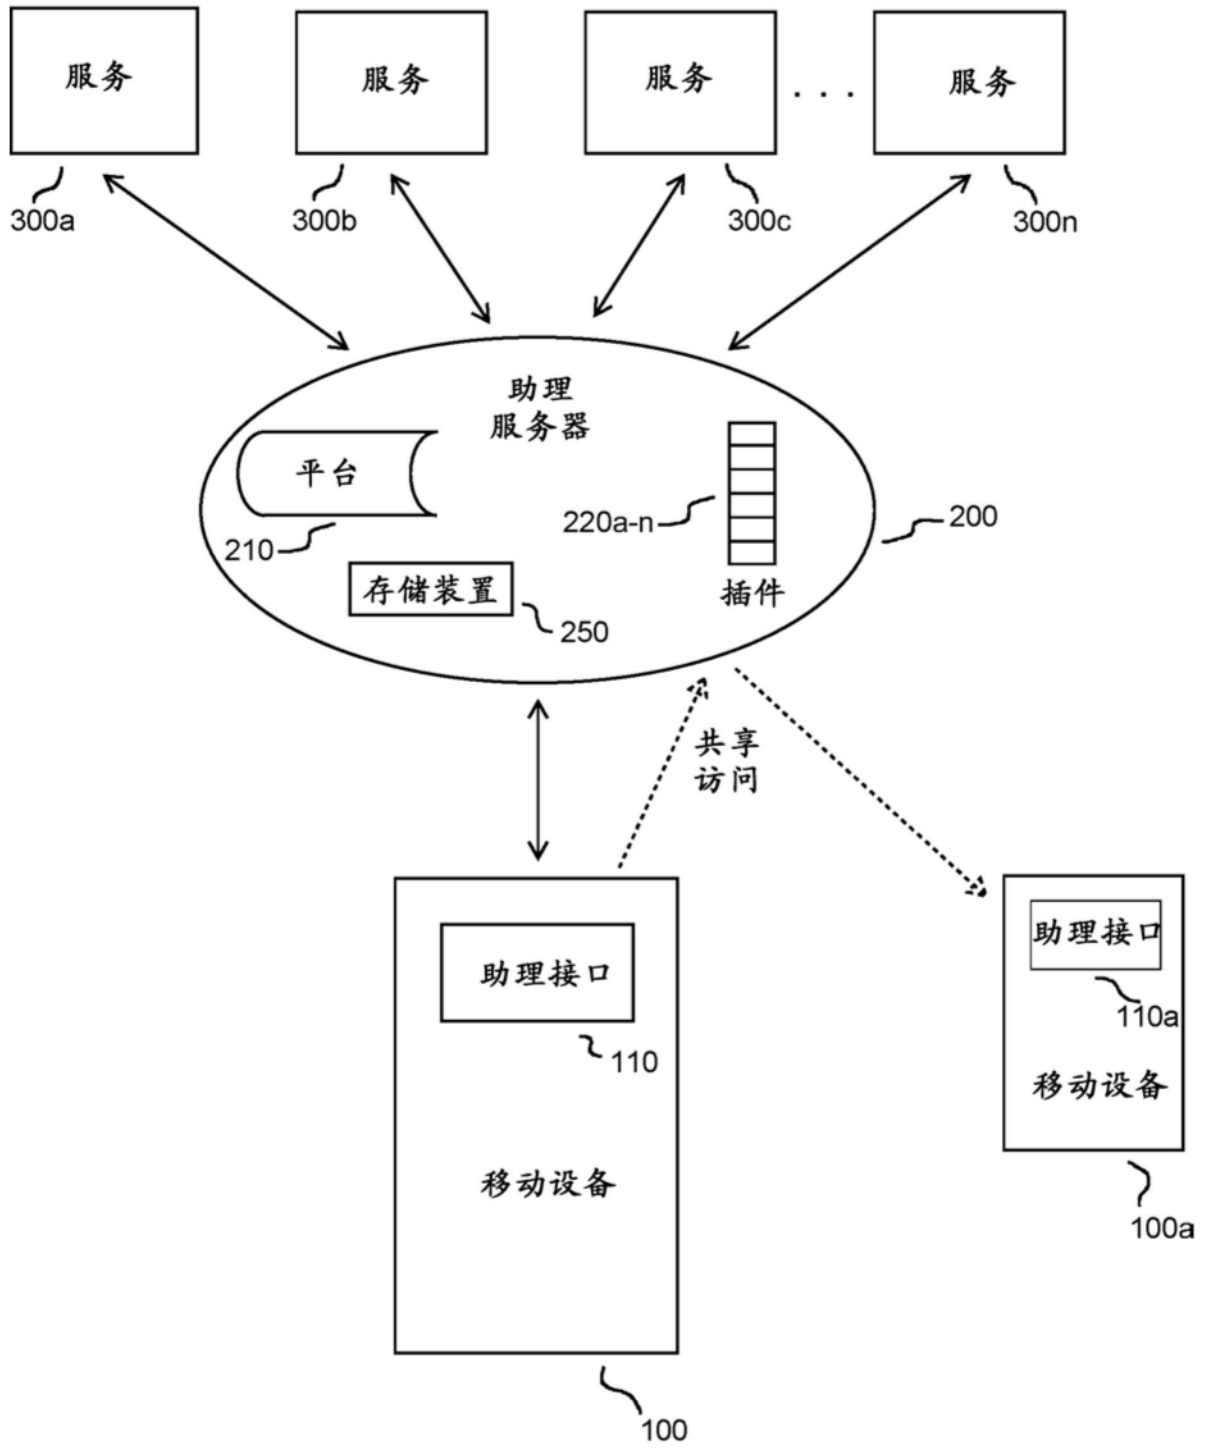 服务
服务
服务
. . .
服务
300a
300b
300c
300n
助理
服务器
平台
220a-n
200
210
存储装置
插件
250
共享
访问
助理接口
助理接口
110a
110
移动设备
移动设备
100a
100